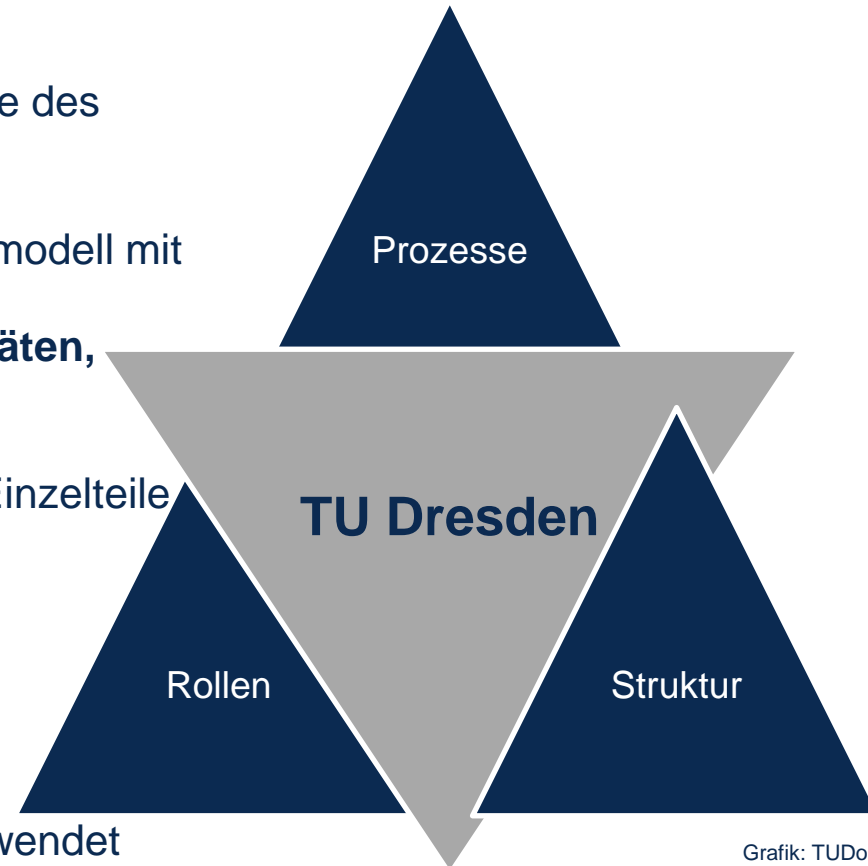 e des
modell mit
äten,
Einzelteile
wendet
Prozesse
TU Dresden
Rollen
Struktur
Grafik: TUDo